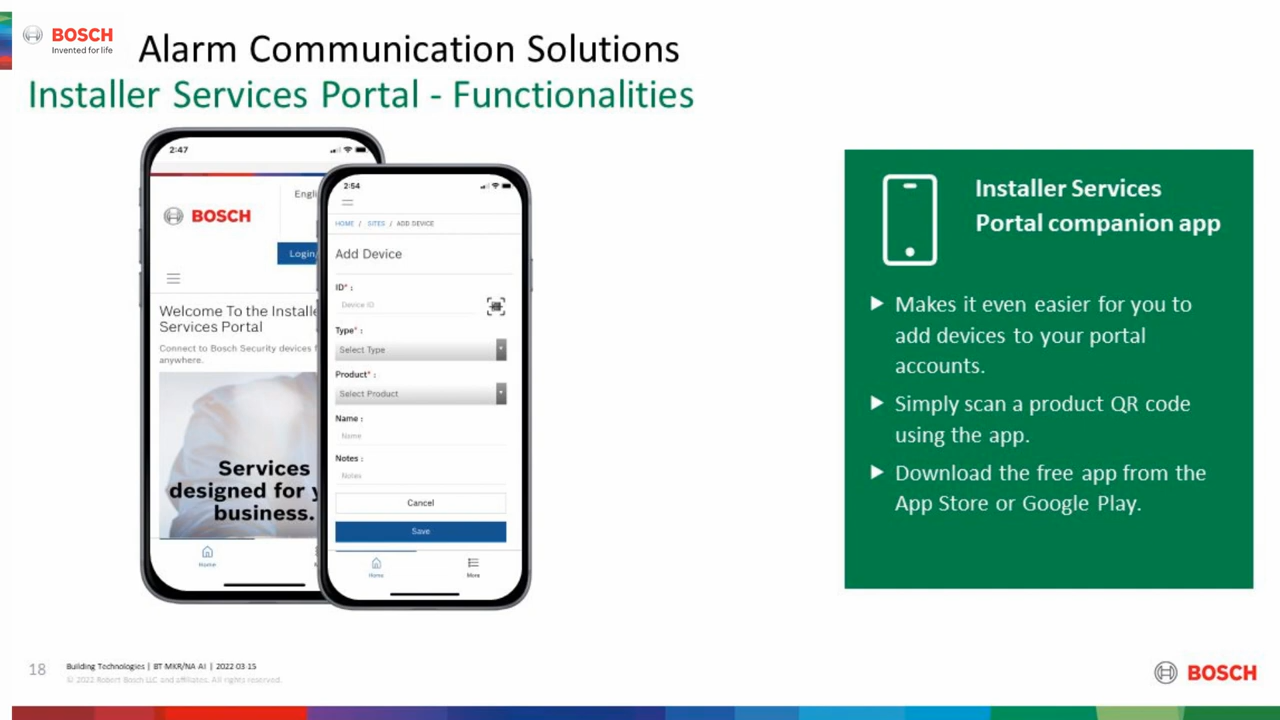 BOSCH
Invented for life
Alarm Communication Solutions
Installer Services Portal - Functionalities
2:47
BOSCH
Login
Welcome To the
Services Portal
Connect to Bosch Security devices
anywhere.
Services
designed for
business.
Home
2:54
HOME / SITES / ADD DEVICE
Add Device
ID* :
Device ID
Type* :
Select Type
Product* :
Select Product
Name :
Name
Notes :
Notes
Cancel
Save
Home
More
Installer Services
Portal companion app
Makes it even easier for you to
add devices to your portal
accounts.
Simply scan a product QR code
using the app.
Download the free app from the
App Store or Google Play.
18
Building Technologies | BT-MKR/NA-AI | 2022-03-15
© 2022 Robert Bosch LLC and affiliates. All rights reserved.
BOSCH